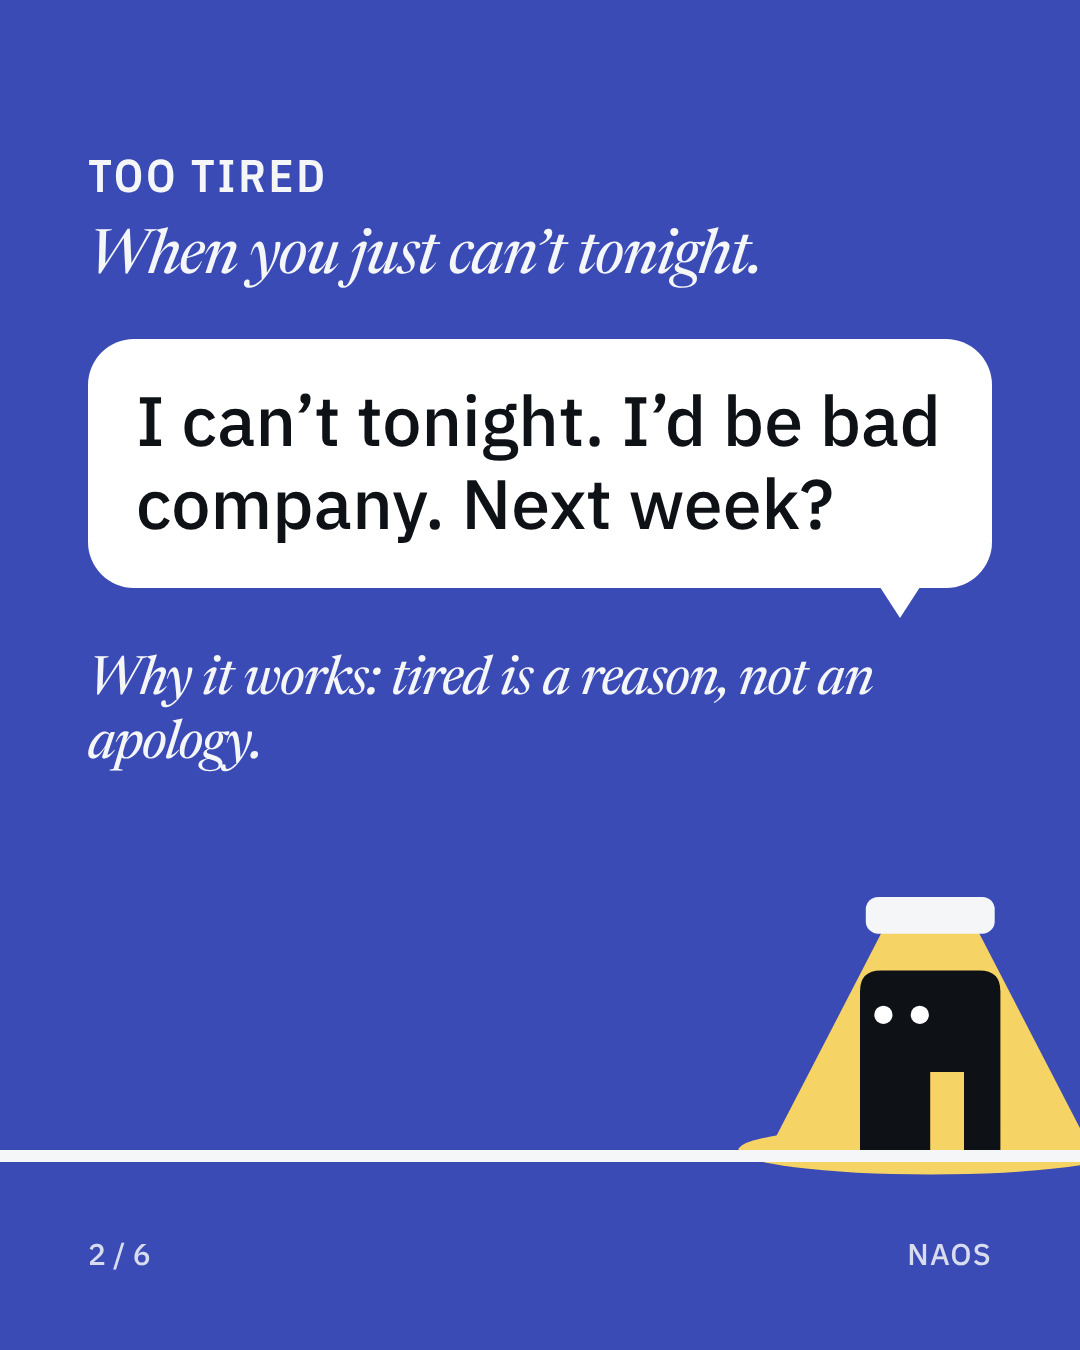 TOO TIRED
When you just can’t tonight.
I can’t tonight. I’d be bad
company. Next week?
Why it works: tired is a reason, not an
apology.
2 / 6
NAOS